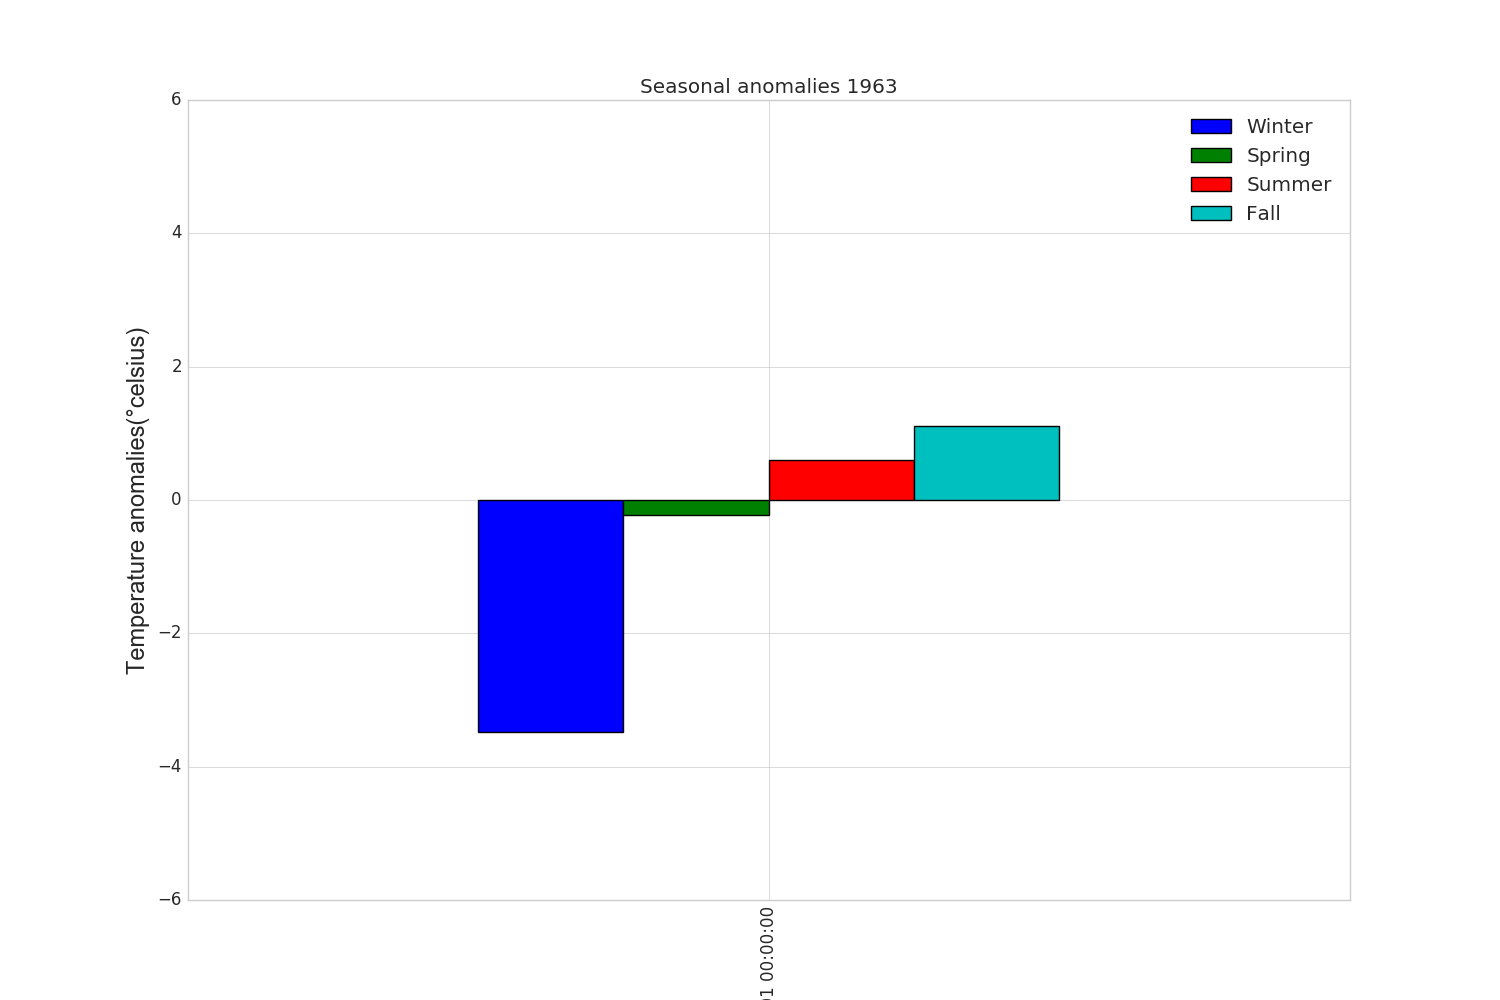 Seasonal anomalies 1963
Winter
Spring
Summer
Fall
6
4
2
0
−2
−4
−6
Temperature anomalies(°celsius)
00:00:00